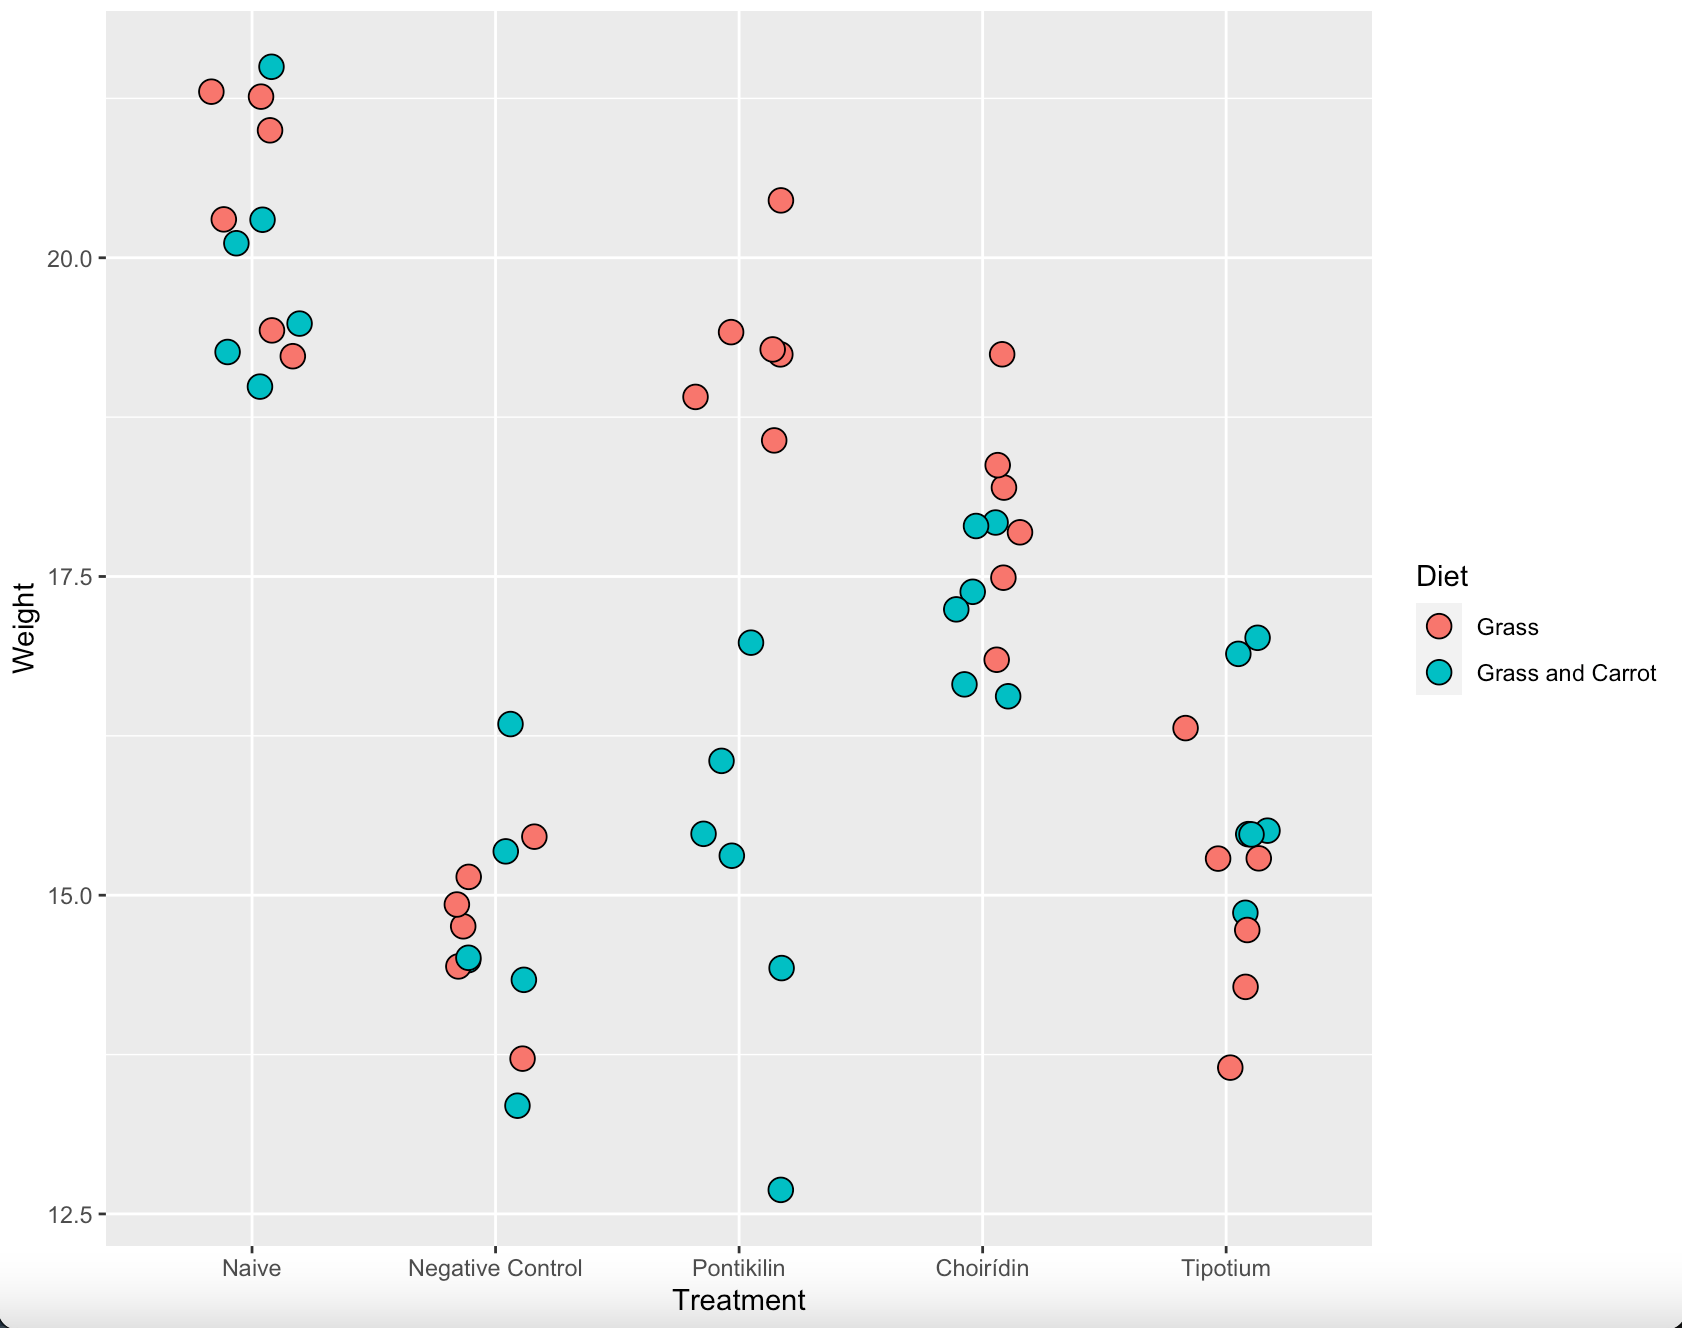 20.0
17.5
15.0
12.5
Weight
Naive
Negative Control
Pontikilin
Choirídin
Tipotium
Treatment
Diet
Grass
Grass and Carrot